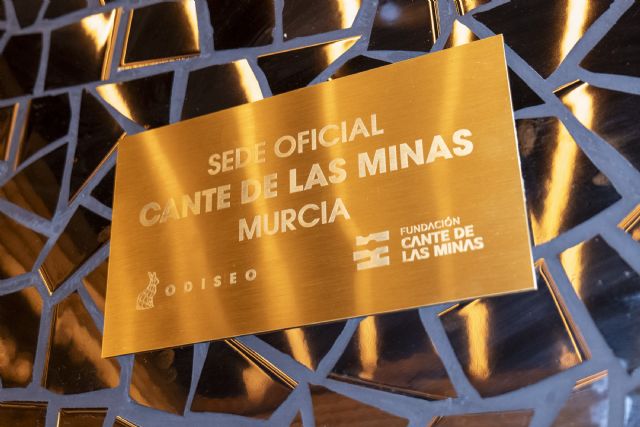 SEDE OFICIAL
CANTE DE LAS MINAS
MURCIA
ODISEO
FUNDACIÓN
CANTE DE
LAS MINAS